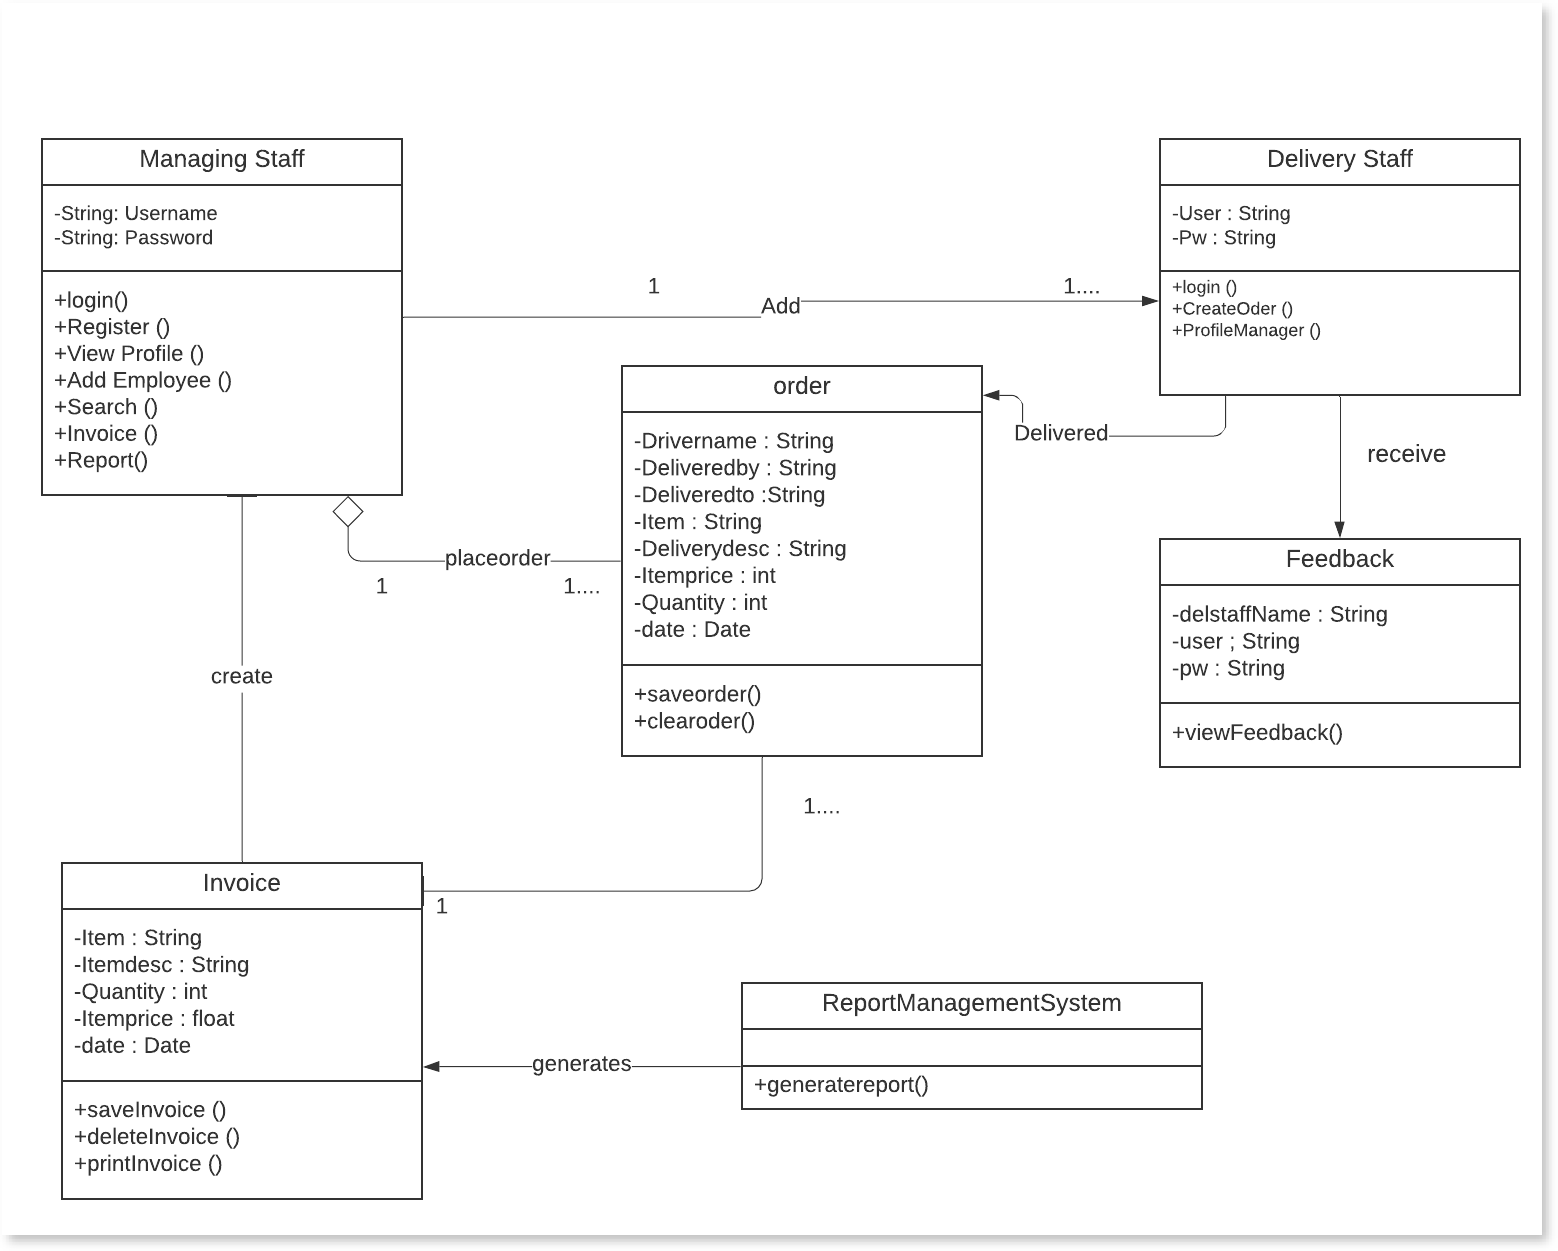 Managing Staff
-String: Username
-String: Password
+login()
+Register ()
+View Profile ()
+Add Employee ()
+Search ()
+Invoice ()
+Report()
1
Add
1....
Delivery Staff
-User : String
-Pw : String
+login ()
+CreateOder ()
+ProfileManager ()
order
-Drivername : String
-Deliveredby : String
-Deliveredto :String
-Item : String
-Deliverydesc : String
-Itemprice : int
-Quantity : int
-date : Date
+saveorder()
+clearoder()
Delivered
receive
placeorder
1
1....
Feedback
-delstaffName : String
-user ; String
-pw : String
+viewFeedback()
create
1....
1
Invoice
-Item : String
-Itemdesc : String
-Quantity : int
-Itemprice : float
-date : Date
+saveInvoice ()
+deleteInvoice ()
+printInvoice ()
generates
ReportManagementSystem
+generatereport()